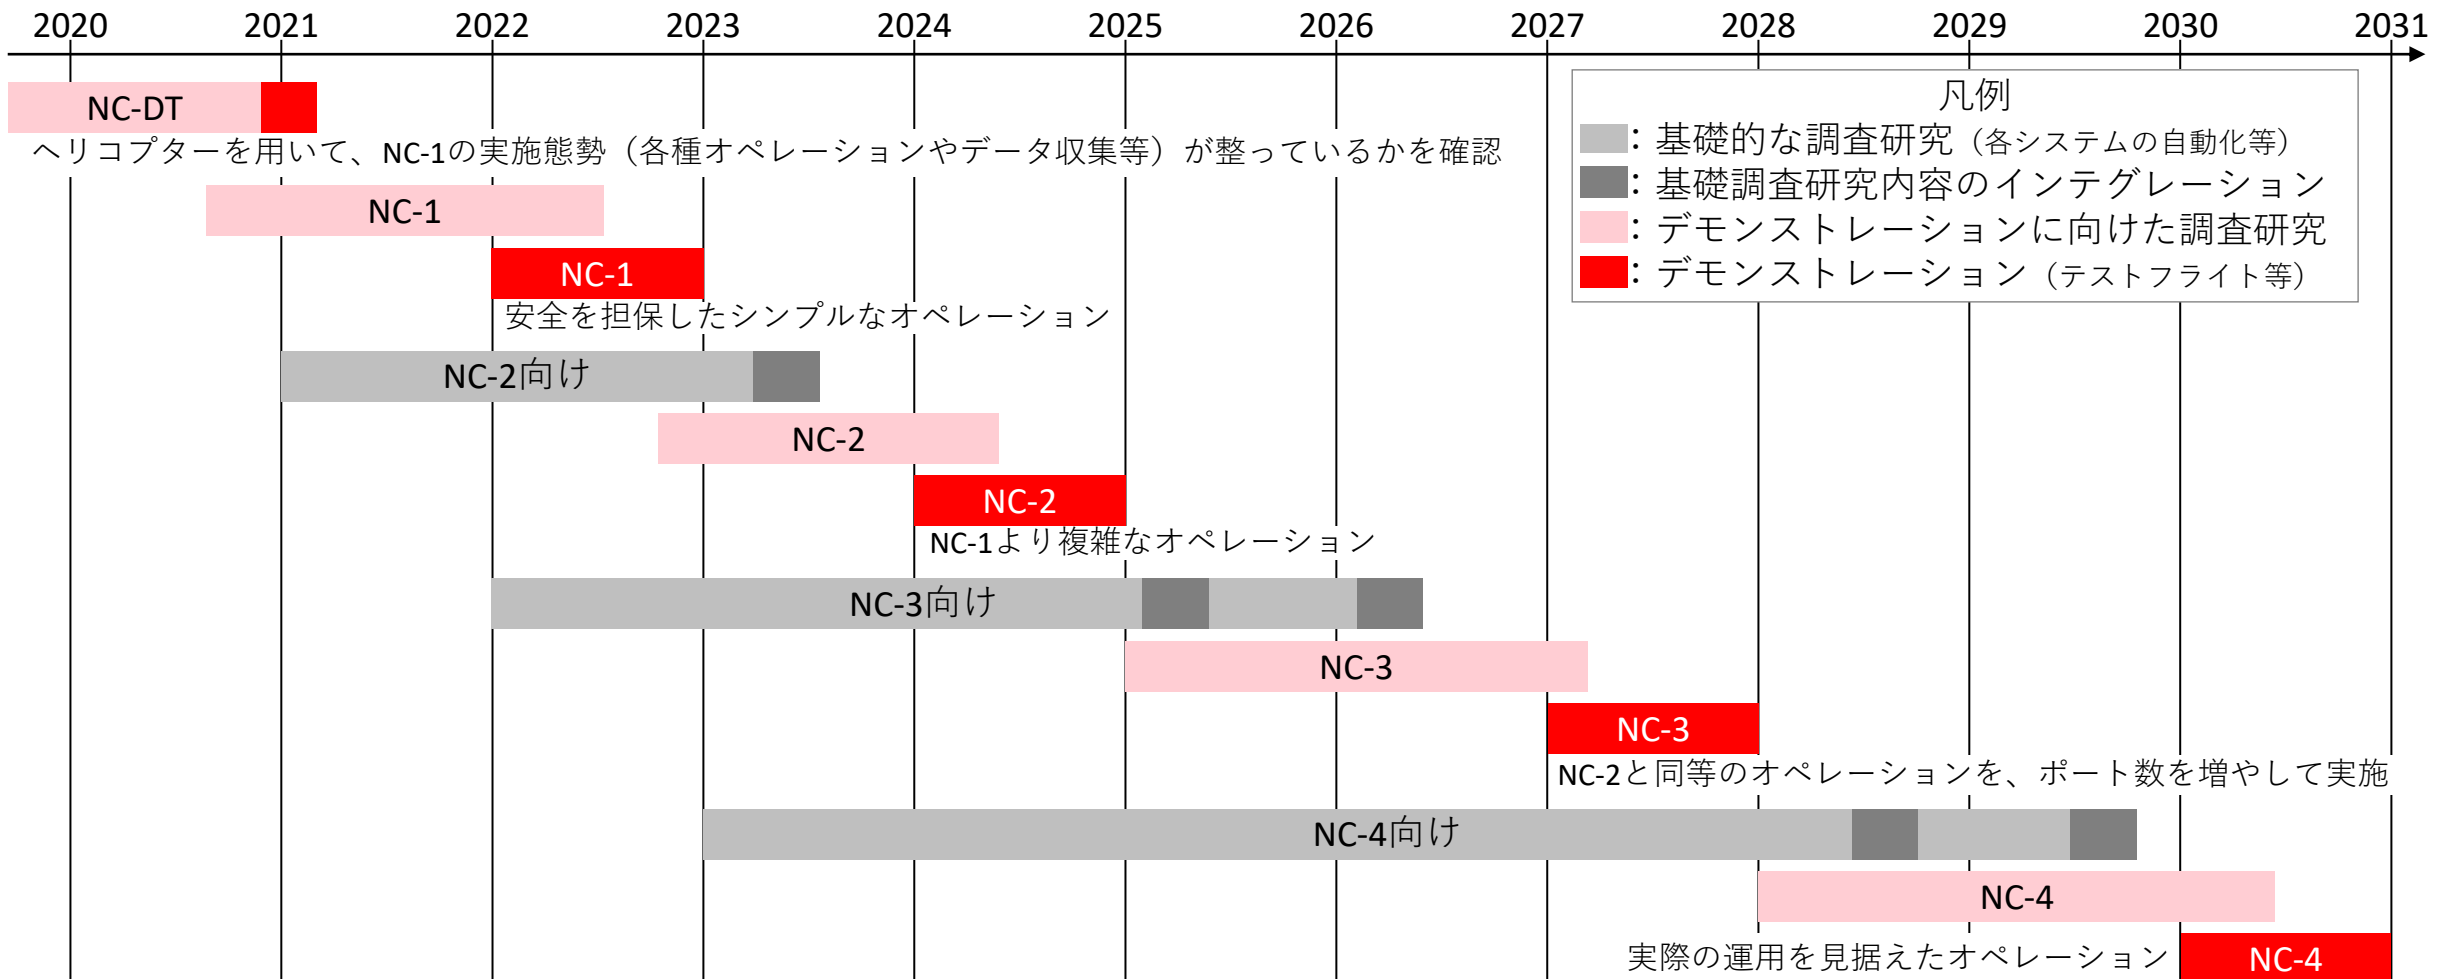 2020 2021 2022 2023 2024 2025 2026 2027 2028 2029 2030 2031
NC-DT
ヘリコプターを用いて、NC-1の実施態勢（各種オペレーションやデータ収集等）が整っているかを確認
凡例
：基礎的な調査研究（各システムの自動化等）
：基礎調査研究内容のインテグレーション
：デモンストレーションに向けた調査研究
：デモンストレーション（テストフライト等）
NC-1
NC-1
安全を担保したシンプルなオペレーション
NC-2向け
NC-2
NC-2
NC-1より複雑なオペレーション
NC-3向け
NC-3
NC-3
NC-2と同等のオペレーションを、ポート数を増やして実施
NC-4向け
NC-4
実際の運用を見据えたオペレーション
NC-4